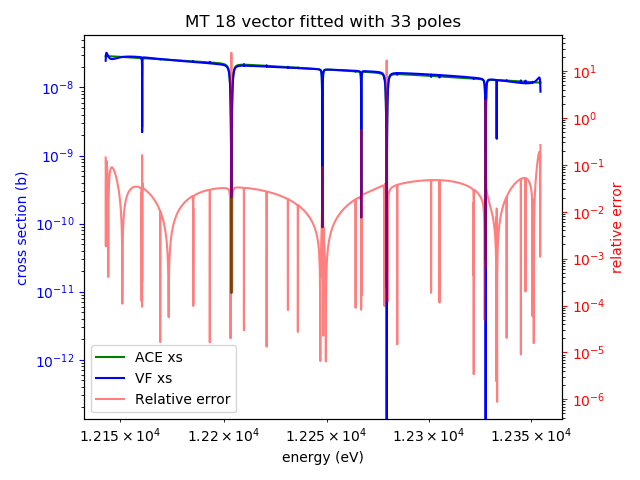 MT 18 vector fitted with 33 poles
10⁻⁸
10⁻⁹
10⁻¹⁰
10⁻¹¹
10⁻¹²
cross section (b)
10¹
10⁰
10⁻¹
10⁻²
10⁻³
10⁻⁴
10⁻⁵
10⁻⁶
relative error
ACE xs
VF xs
Relative error
1.215 × 10⁴
1.22 × 10⁴
1.225 × 10⁴
1.23 × 10⁴
1.235 × 10⁴
energy (eV)